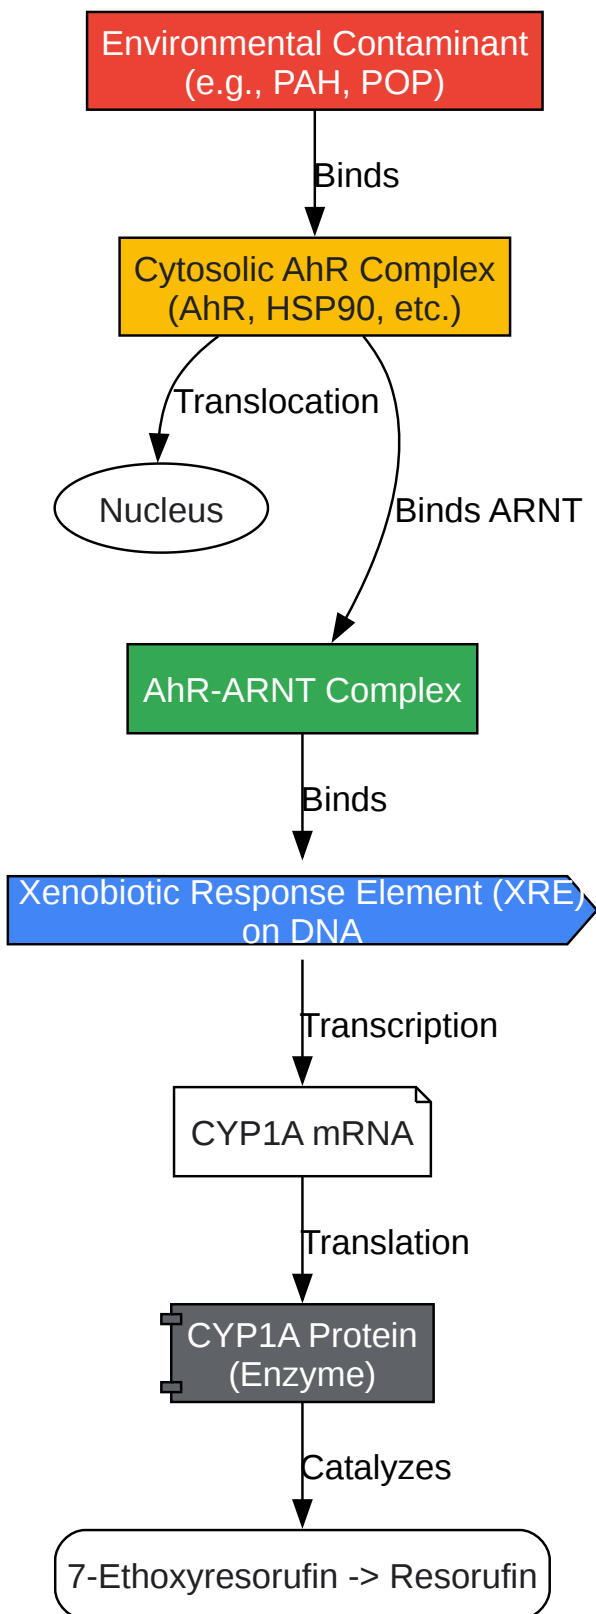 Environmental Contaminant
(e.g., PAH, POP)
Binds
Cytosolic AhR Complex
(AhR, HSP90, etc.)
Translocation
Nucleus
Binds ARNT
AhR-ARNT Complex
Binds
Xenobiotic Response Element (XRE)
on DNA
Transcription
CYP1A mRNA
Translation
CYP1A Protein
(Enzyme)
Catalyzes
7-Ethoxyresorufin -> Resorufin